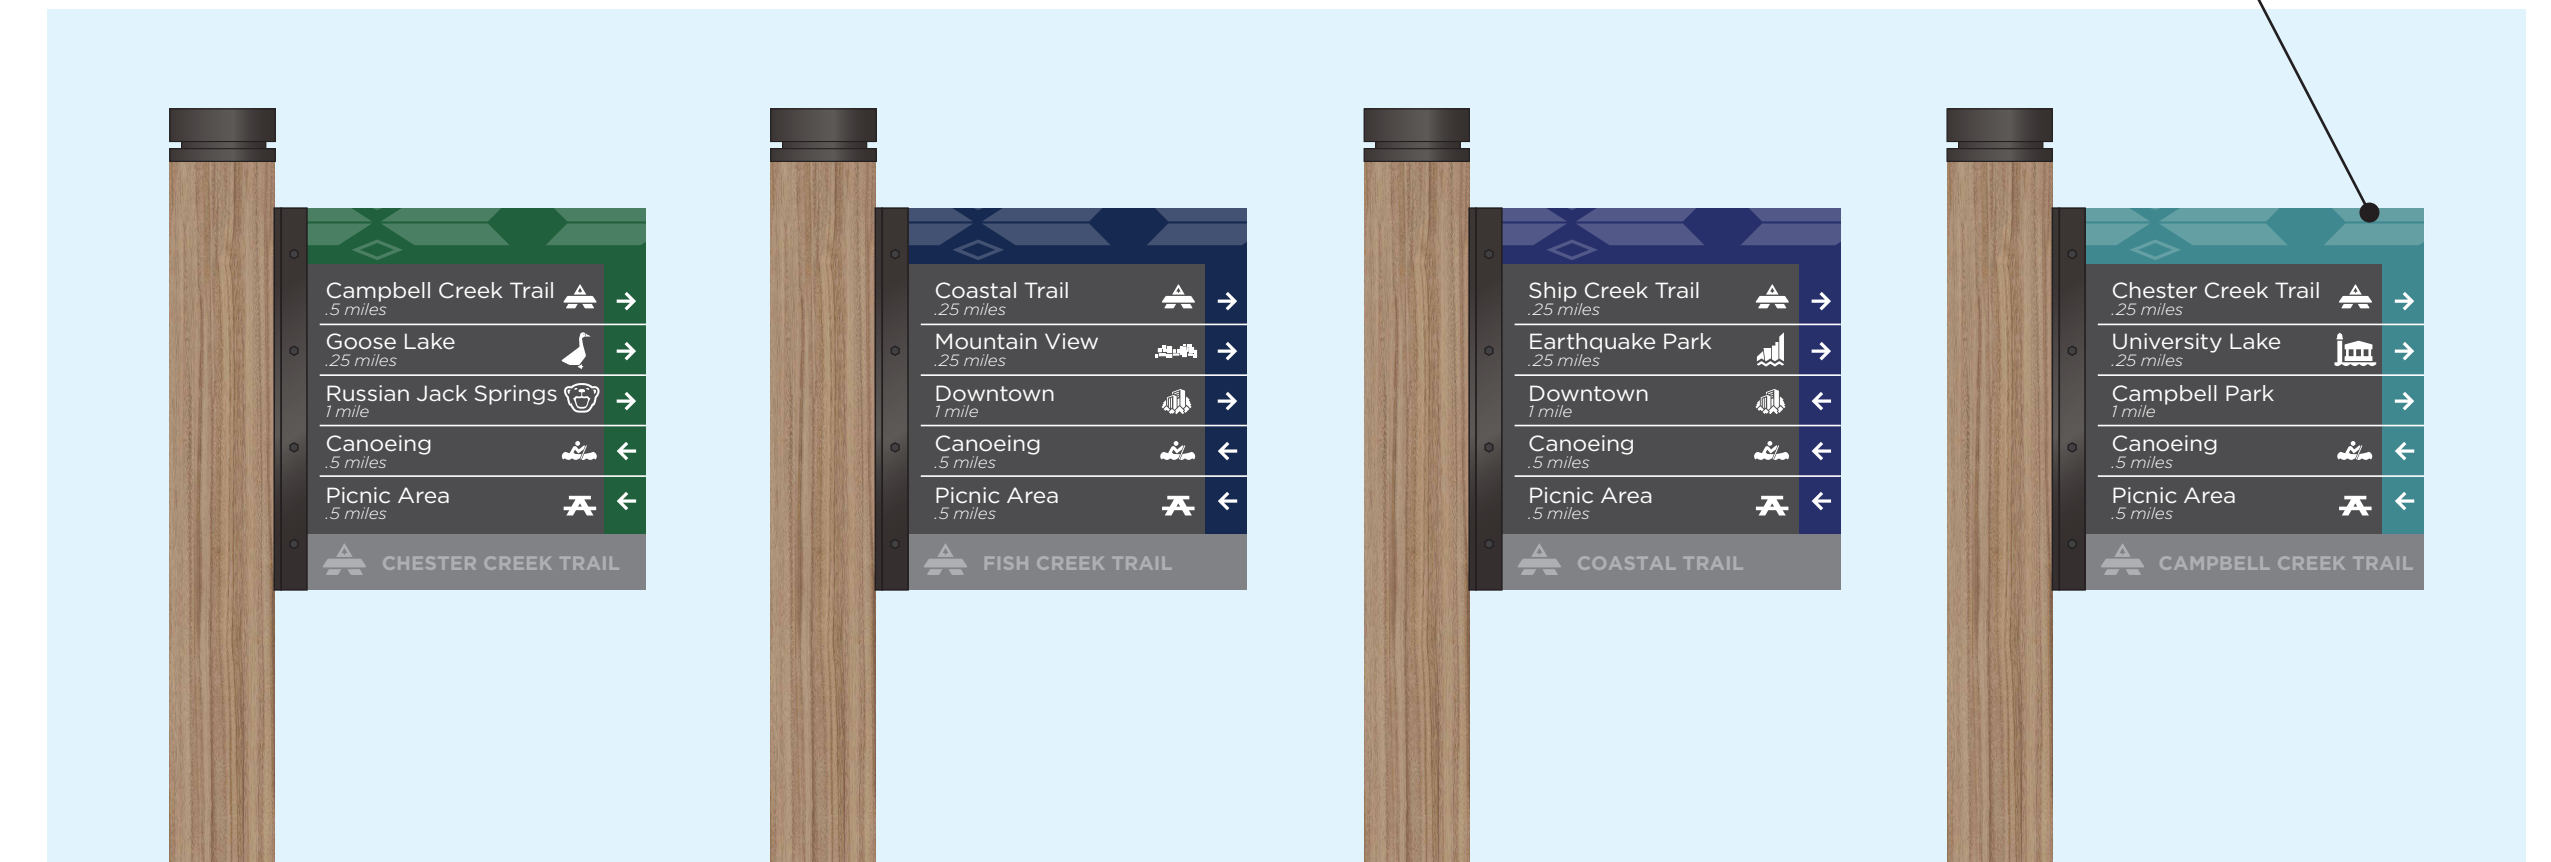 Campbell Creek Trail
.5 miles
Goose Lake
.25 miles
Russian Jack Springs
1 mile
Canoeing
.5 miles
Picnic Area
.5 miles
CHESTER CREEK TRAIL
Coastal Trail
.25 miles
Mountain View
.25 miles
Downtown
1 mile
Canoeing
.5 miles
Picnic Area
.5 miles
FISH CREEK TRAIL
Ship Creek Trail
.25 miles
Earthquake Park
.25 miles
Downtown
1 mile
Canoeing
.5 miles
Picnic Area
.5 miles
COASTAL TRAIL
Chester Creek Trail
.25 miles
University Lake
.25 miles
Campbell Park
1 mile
Canoeing
.5 miles
Picnic Area
.5 miles
CAMPBELL CREEK TRAIL